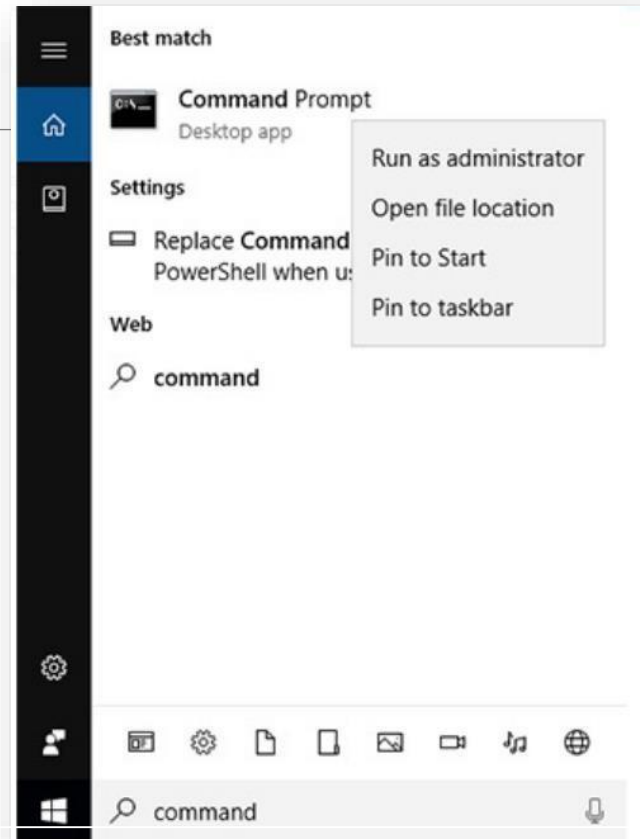 Best match
C:\_
Command Prompt
Desktop app
Run as administrator
Settings
Open file location
Replace Command
PowerShell when us
Pin to Start
Pin to taskbar
Web
command
command